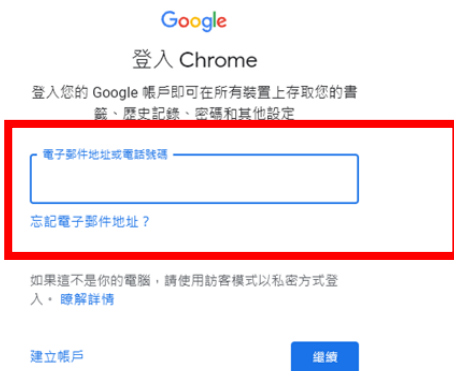 Google
登入 Chrome
登入您的 Google 帳戶即可在所有裝置上存取您的書
籤、歷史記錄、密碼和其他設定
電子郵件地址或電話號碼
忘記電子郵件地址？
如果這不是你的電腦，請使用訪客模式以私密方式登
入。 瞭解詳情
建立帳戶
繼續